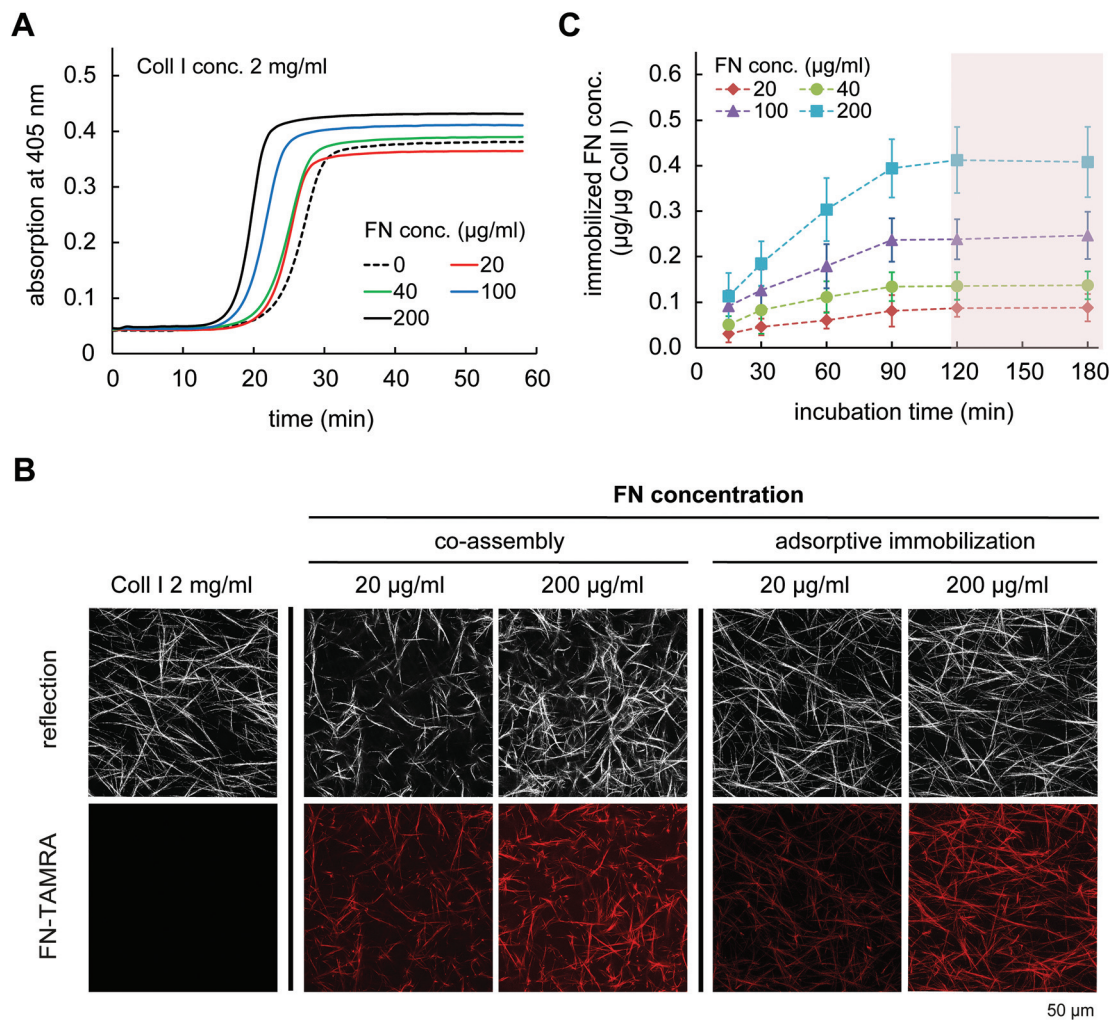 A
Coll I conc. 2 mg/ml
absorption at 405 nm
0.5
0.4
0.3
0.2
0.1
0
FN conc. (µg/ml)
0
20
40
100
200
0
10
20
30
40
50
60
time (min)
C
immobilized FN conc.
(µg/µg Coll I)
0.6
0.5
0.4
0.3
0.2
0.1
0.0
FN conc. (µg/ml)
20
40
100
200
0
30
60
90
120
150
180
incubation time (min)
B
FN concentration
co-assembly
adsorptive immobilization
Coll I 2 mg/ml
20 µg/ml
200 µg/ml
20 µg/ml
200 µg/ml
reflection
FN-TAMRA
50 µm